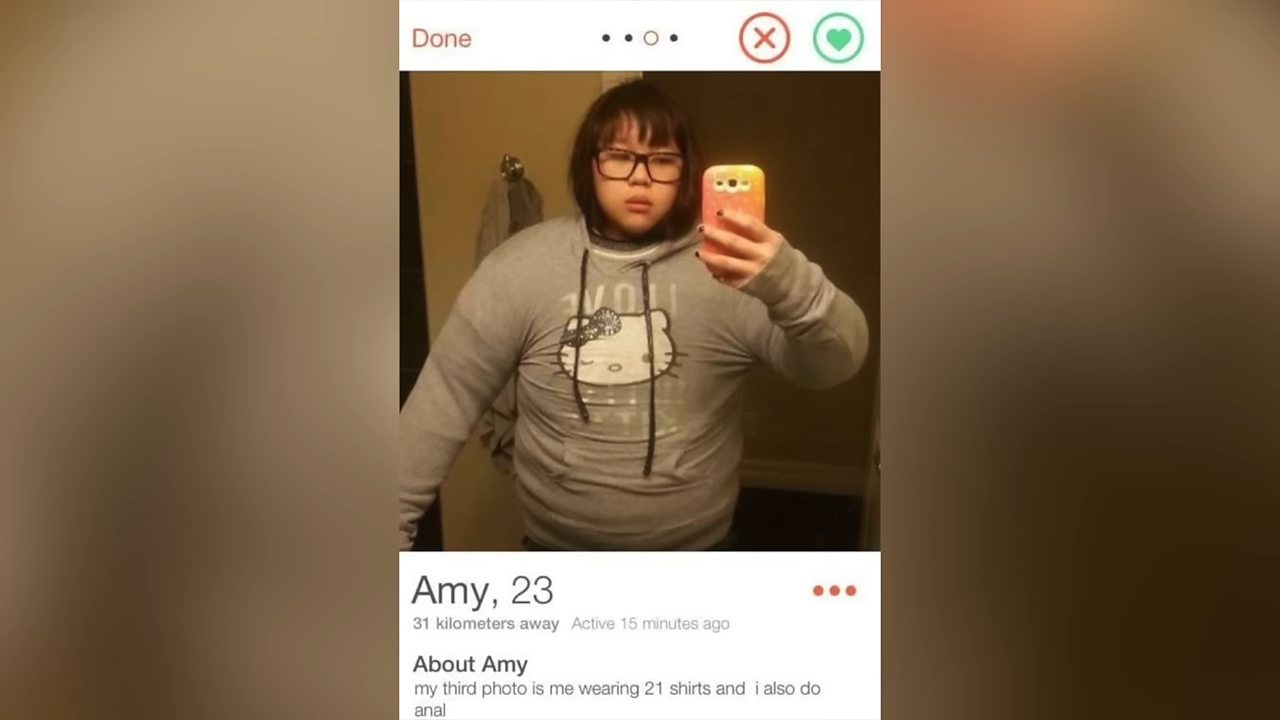 Done
Amy, 23
31 kilometers away Active 15 minutes ago
About Amy
my third photo is me wearing 21 shirts and i also do
anal